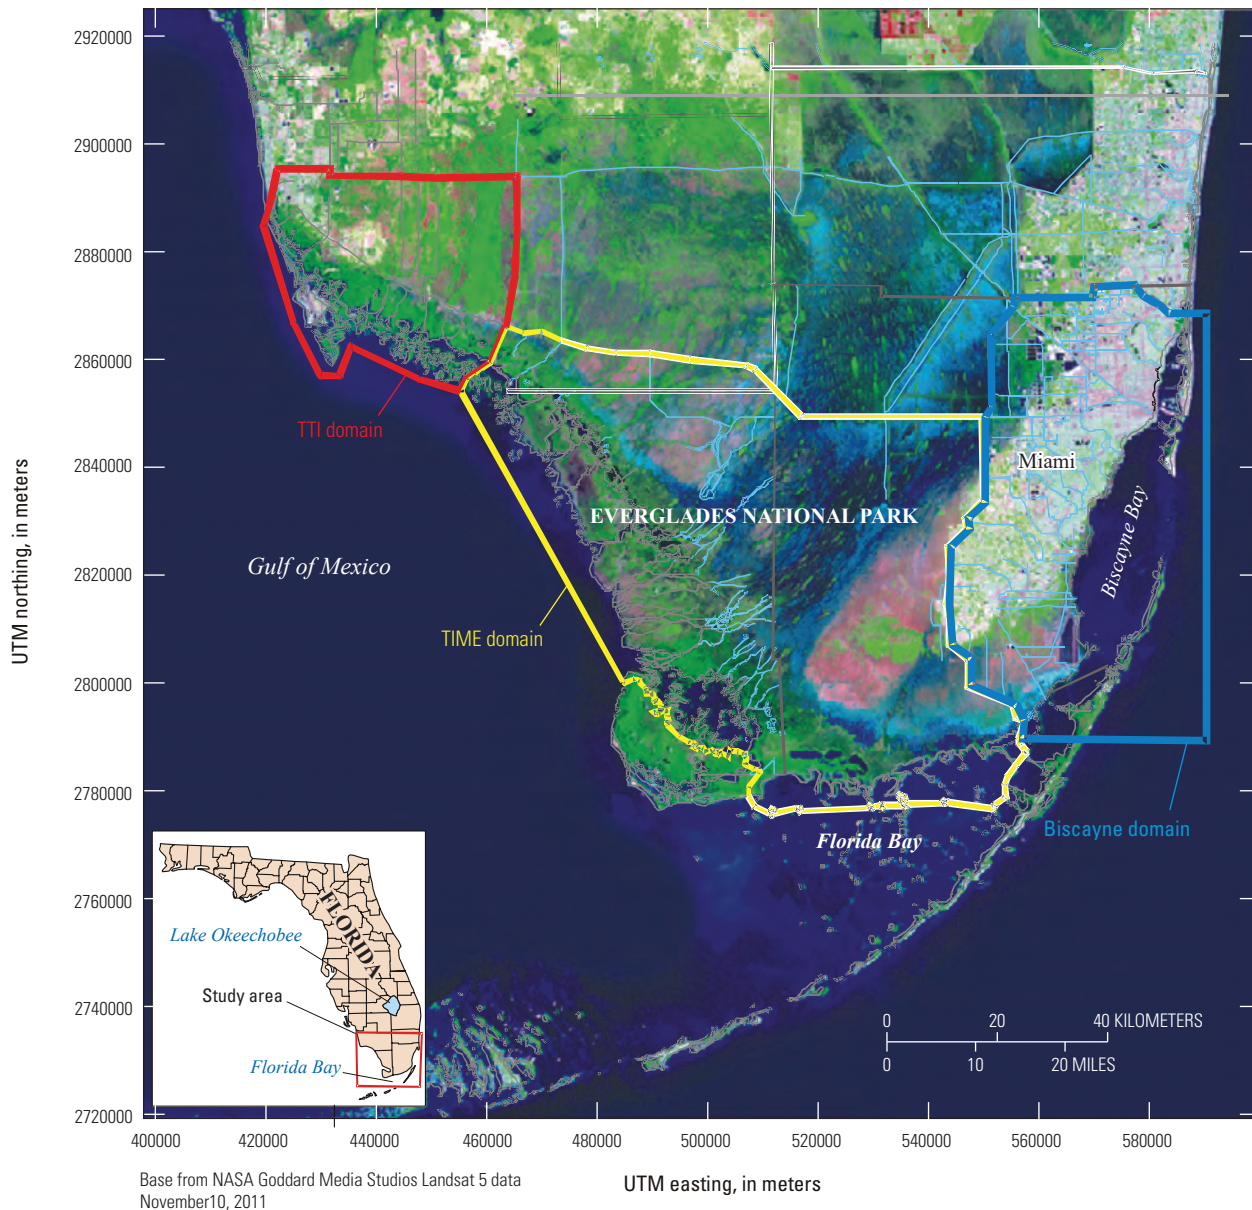 2920000
2900000
2880000
2860000
2840000
2820000
2800000
2780000
2760000
2740000
2720000
UTM northing, in meters
TTI domain
Gulf of Mexico
TIME domain
EVERGLADES NATIONAL PARK
Miami
Biscayne Bay
Biscayne domain
Florida Bay
FLORIDA
Lake Okeechobee
Study area
Florida Bay
0 20 40 KILOMETERS
0 10 20 MILES
400000 420000 440000 460000 480000 500000 520000 540000 560000 580000
UTM easting, in meters
Base from NASA Goddard Media Studios Landsat 5 data
November10, 2011